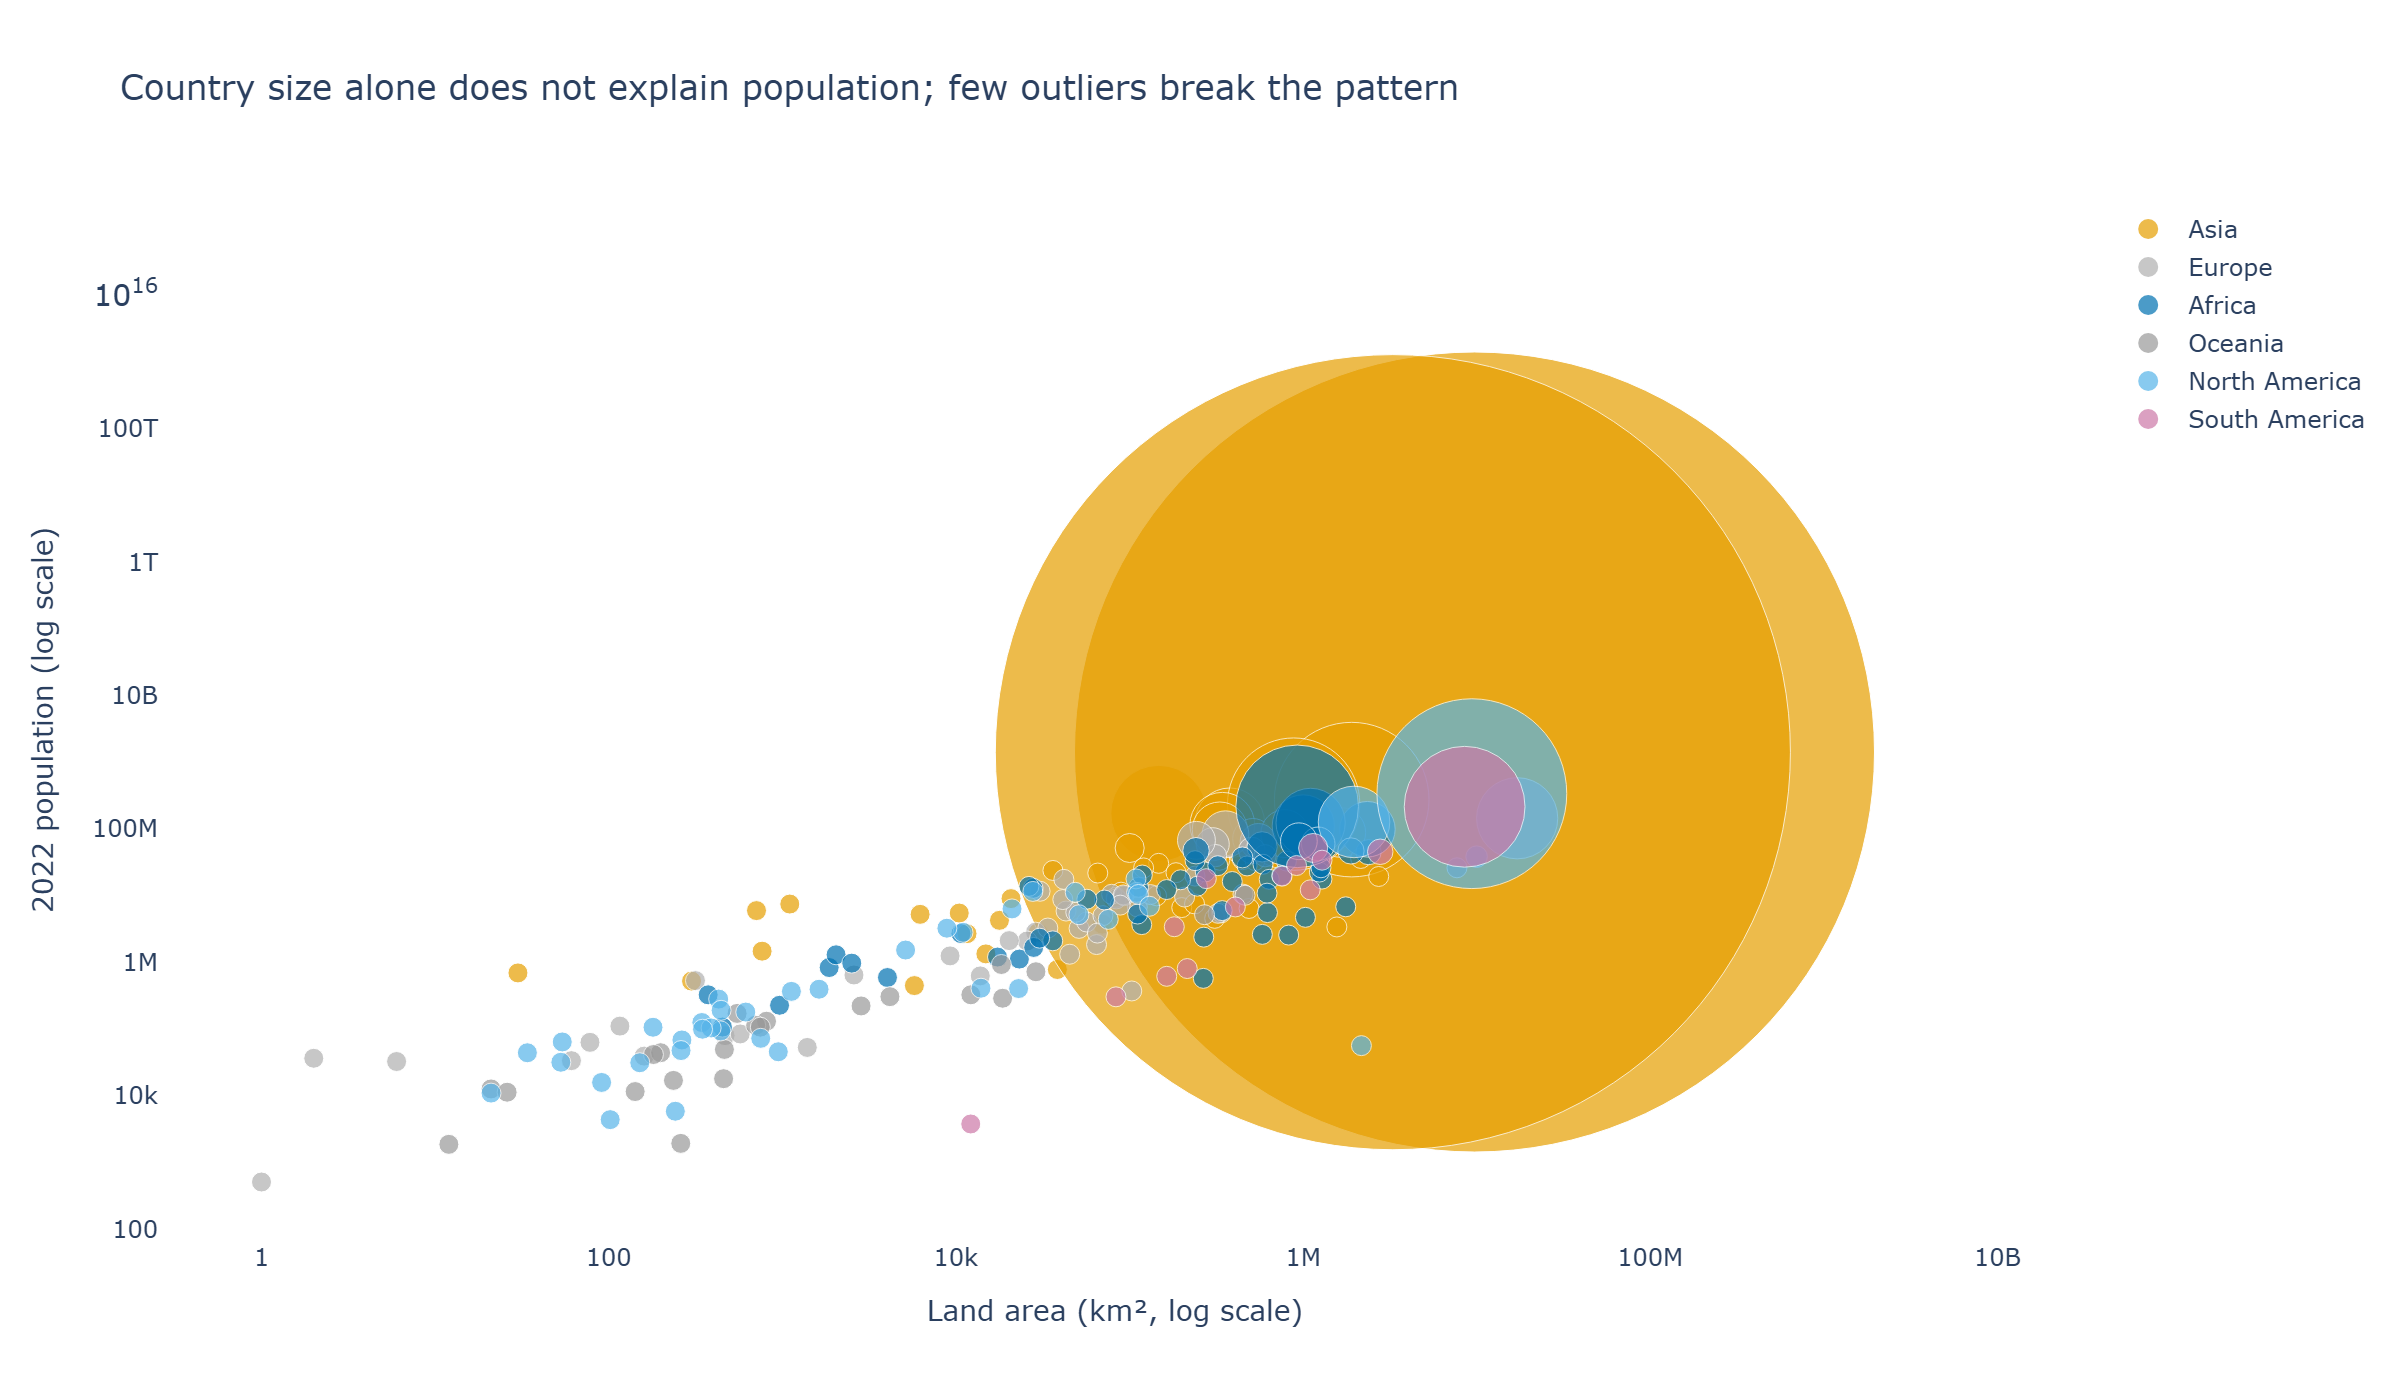 Country size alone does not explain population; few outliers break the pattern
Asia
Europe
Africa
Oceania
North America
South America
2022 population (log scale)
10¹⁶
100T
1T
10B
100M
1M
10k
100
1
100
10k
1M
100M
10B
Land area (km², log scale)